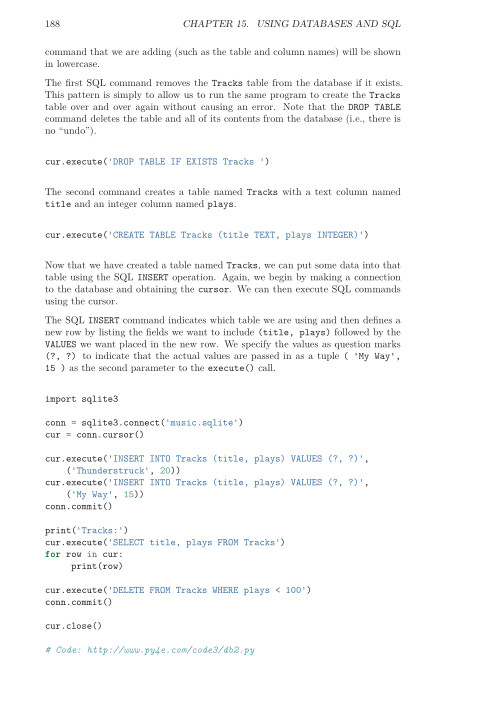 188 CHAPTER 15. USING DATABASES AND SQL
command that we are adding (such as the table and column names) will be shown
in lowercase.
The first SQL command removes the Tracks table from the database if it exists.
This pattern is simply to allow us to run the same program to create the Tracks
table over and over again without causing an error. Note that the DROP TABLE
command deletes the table and all of its contents from the database (i.e., there is
no “undo”).
cur.execute('DROP TABLE IF EXISTS Tracks ')
The second command creates a table named Tracks with a text column named
title and an integer column named plays.
cur.execute('CREATE TABLE Tracks (title TEXT, plays INTEGER)')
Now that we have created a table named Tracks, we can put some data into that
table using the SQL INSERT operation. Again, we begin by making a connection
to the database and obtaining the cursor. We can then execute SQL commands
using the cursor.
The SQL INSERT command indicates which table we are using and then defines a
new row by listing the fields we want to include (title, plays) followed by the
VALUES we want placed in the new row. We specify the values as question marks
(?, ?) to indicate that the actual values are passed in as a tuple ( 'My Way',
15 ) as the second parameter to the execute() call.
import sqlite3
conn = sqlite3.connect('music.sqlite')
cur = conn.cursor()
cur.execute('INSERT INTO Tracks (title, plays) VALUES (?, ?)',
    ('Thunderstruck', 20))
cur.execute('INSERT INTO Tracks (title, plays) VALUES (?, ?)',
    ('My Way', 15))
conn.commit()
print('Tracks:')
cur.execute('SELECT title, plays FROM Tracks')
for row in cur:
     print(row)
cur.execute('DELETE FROM Tracks WHERE plays < 100')
conn.commit()
cur.close()
# Code: http://www.py4e.com/code3/db2.py